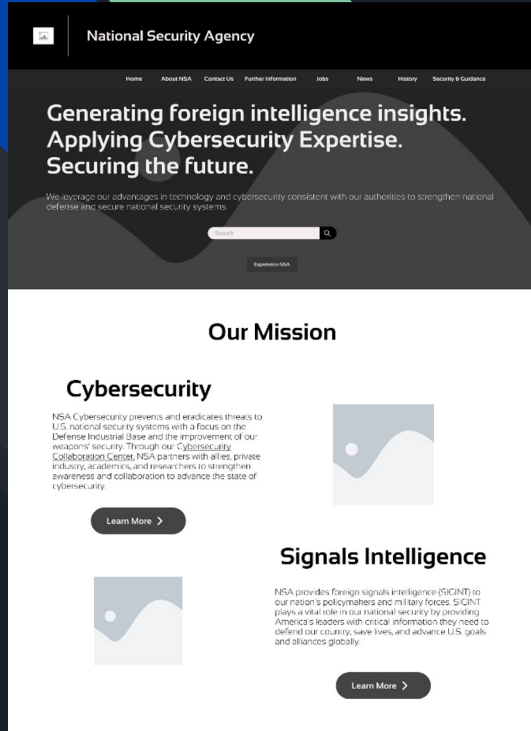 National Security Agency
Home About NSA Contact Us Further Information Jobs News History Security & Guidance
Generating foreign intelligence insights.
Applying Cybersecurity Expertise.
Securing the future.
We leverage our advantages in technology and cybersecurity consistent with our authorities to strengthen national
defense and secure national security systems.
Search
Experience NSA
Our Mission
Cybersecurity
NSA Cybersecurity prevents and eradicates threats to
U.S. national security systems with a focus on the
Defense Industrial Base and the improvement of our
weapons' security. Through our Cybersecurity
Collaboration Center, NSA partners with allies, private
industry, academics, and researchers to strengthen
awareness and collaboration to advance the state of
cybersecurity.
Learn More
Signals Intelligence
NSA provides foreign signals intelligence (SIGINT) to
our nation's policymakers and military forces. SIGINT
plays a vital role in our national security by providing
America's leaders with critical information they need to
defend our country, save lives, and advance U.S. goals
and alliances globally.
Learn More